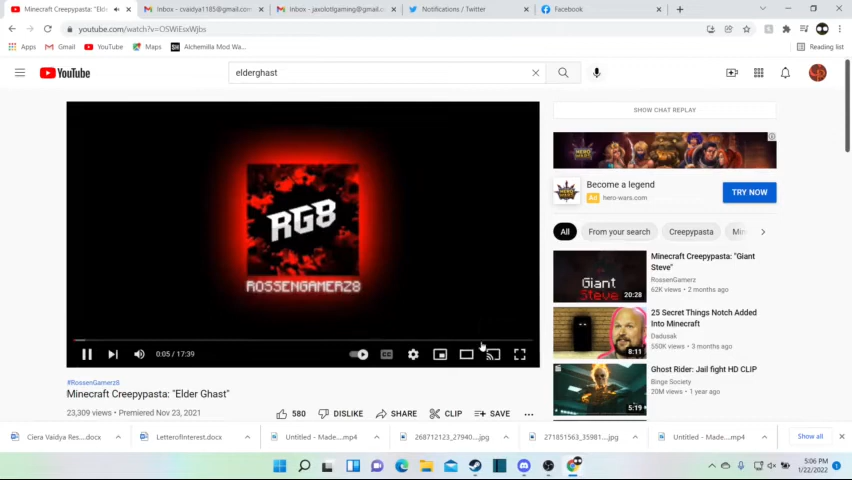 Minecraft Creepypasta: "Elde
Inbox - cvaidya1185@gmail.com
Inbox - jaxolotlgaming@gmail.c
Notifications / Twitter
Facebook
youtube.com/watch?v=
Apps
Gmail
YouTube
Maps
Alchemilla Mod Wa...
Reading list
YouTube
elderghast
SHOW CHAT REPLAY
HERO WARS
Become a legend
Ad hero-wars.com
TRY NOW
RG8
ROSSENGAMERZ8
All
From your search
Creepypasta
Min
Giant Steve
20:28
Minecraft Creepypasta: "Giant
Steve"
RossenGamerz
62K views • 2 months ago
8:11
25 Secret Things Notch Added
Into Minecraft
Dadusak
550K views • 3 months ago
5:19
Ghost Rider: Jail fight HD CLIP
Binge Society
20M views • 1 year ago
0:05 / 17:39
#RossenGamerz8
Minecraft Creepypasta: "Elder Ghast"
23,309 views • Premiered Nov 23, 2021
580
DISLIKE
SHARE
CLIP
SAVE
Ciera Vaidya Res....docx
LetterofInterest.docx
Untitled - Made....mp4
268712123_27940....jpg
271851563_35981....jpg
Untitled - Made....mp4
Show all
5:06 PM
1/22/2022